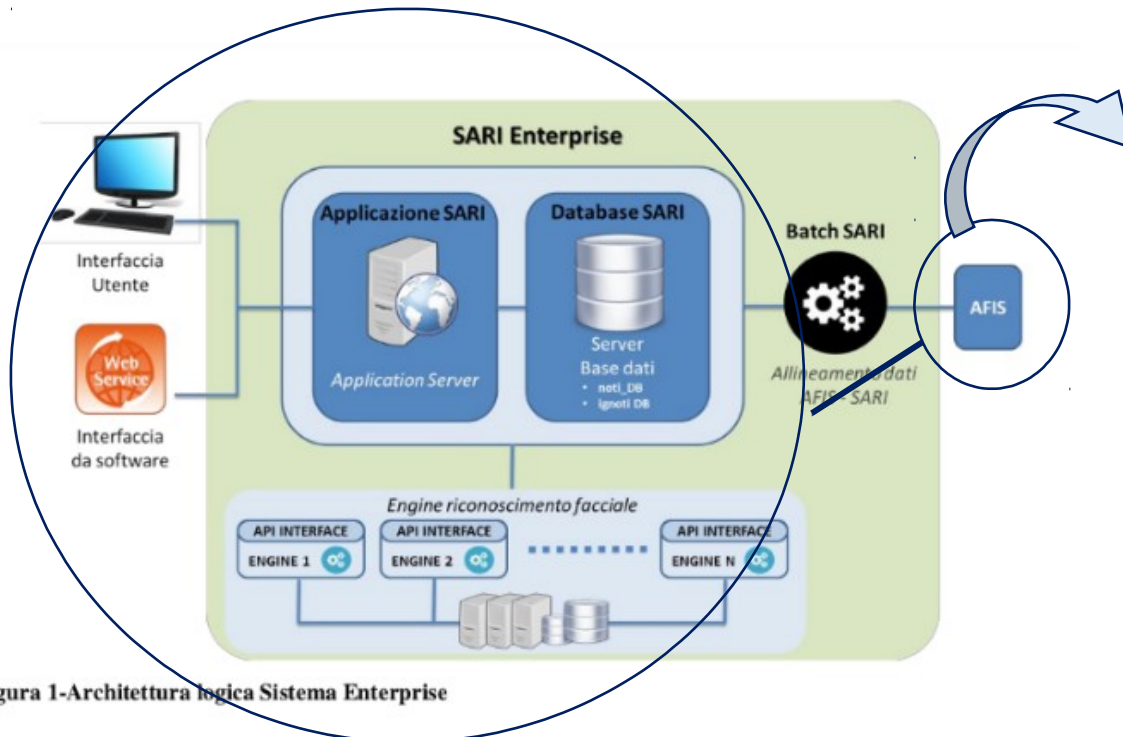 SARI Enterprise
Applicazione SARI
Database SARI
Batch SARI
Interfaccia
Utente
Web
Service
Interfaccia
da software
Application Server
Server
Base dati
• noti_DB
• ignoti DB
AFIS
Allineamento dati
AFIS - SARI
Engine riconoscimento facciale
API INTERFACE
ENGINE 1
API INTERFACE
ENGINE 2
API INTERFACE
ENGINE N
gura 1-Architettura logica Sistema Enterprise